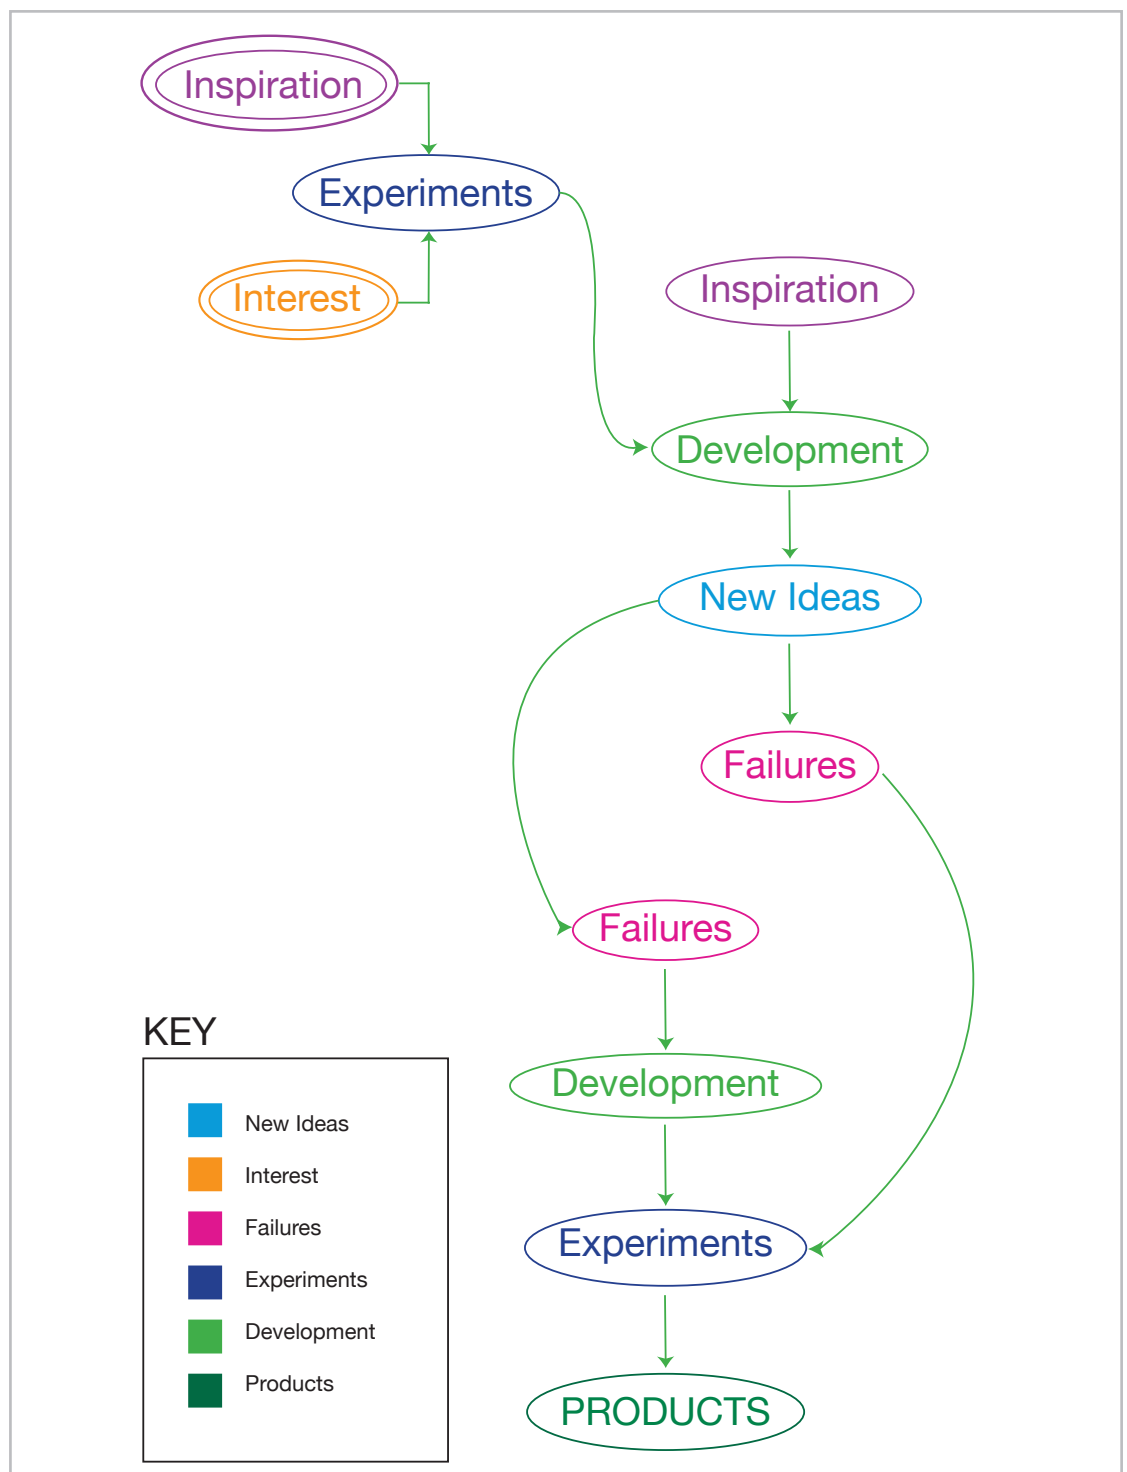 Inspiration
Experiments
Interest
Inspiration
Development
New Ideas
Failures
Failures
Development
Experiments
PRODUCTS
KEY
New Ideas
Interest
Failures
Experiments
Development
Products